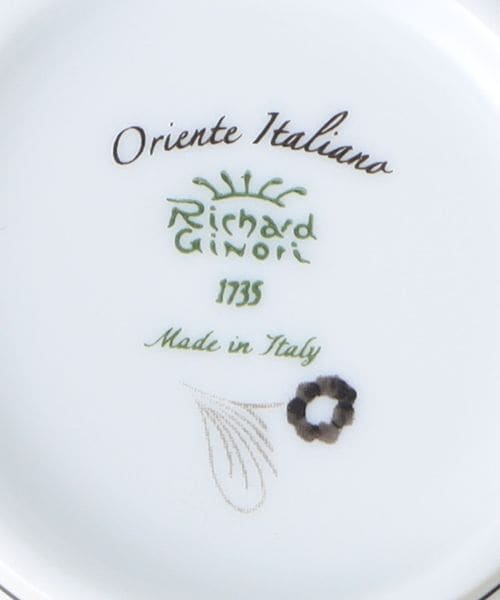 Oriente Italiano
Richard
Ginori
1735
Made in Italy